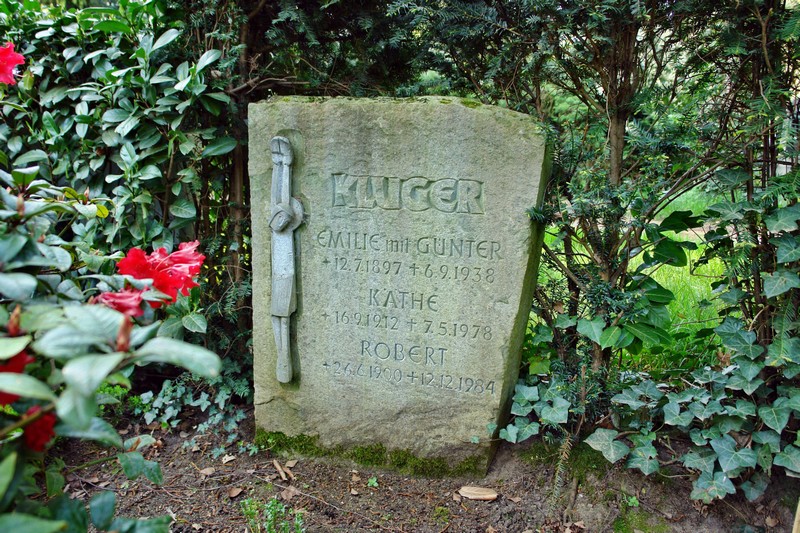 KLUGER
EMILIE mit GÜNTER
*12.7.1897 +6.9.1938
KÄTHE
*16.9.1912 +7.5.1978
ROBERT
*26.6.1900 +12.12.1984